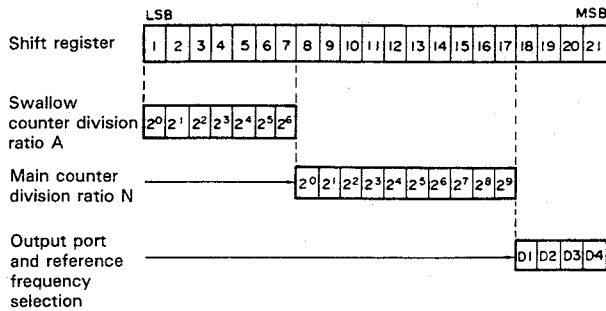 LSB MSB
Shift register 1 2 3 4 5 6 7 8 9 10 11 12 13 14 15 16 17 18 19 20 21
Swallow
counter division
ratio A
2⁰ 2¹ 2² 2³ 2⁴ 2⁵ 2⁶
Main counter
division ratio N
2⁰ 2¹ 2² 2³ 2⁴ 2⁵ 2⁶ 2⁷ 2⁸ 2⁹
Output port
and reference
frequency
selection
D1 D2 D3 D4